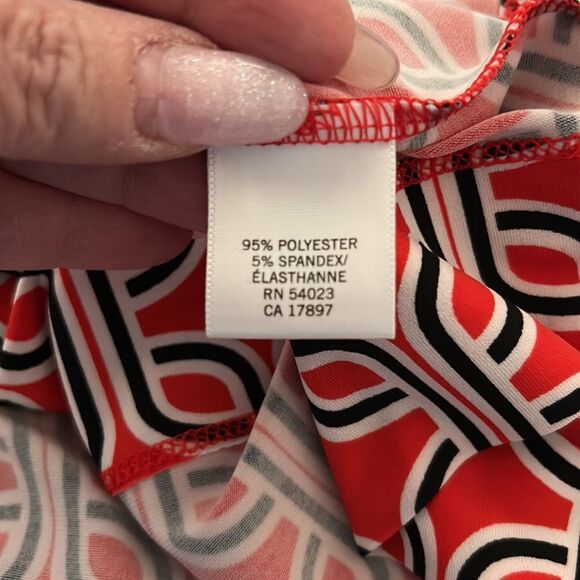 95% POLYESTER
5% SPANDEX/
ÉLASTHANNE
RN 54023
CA 17897